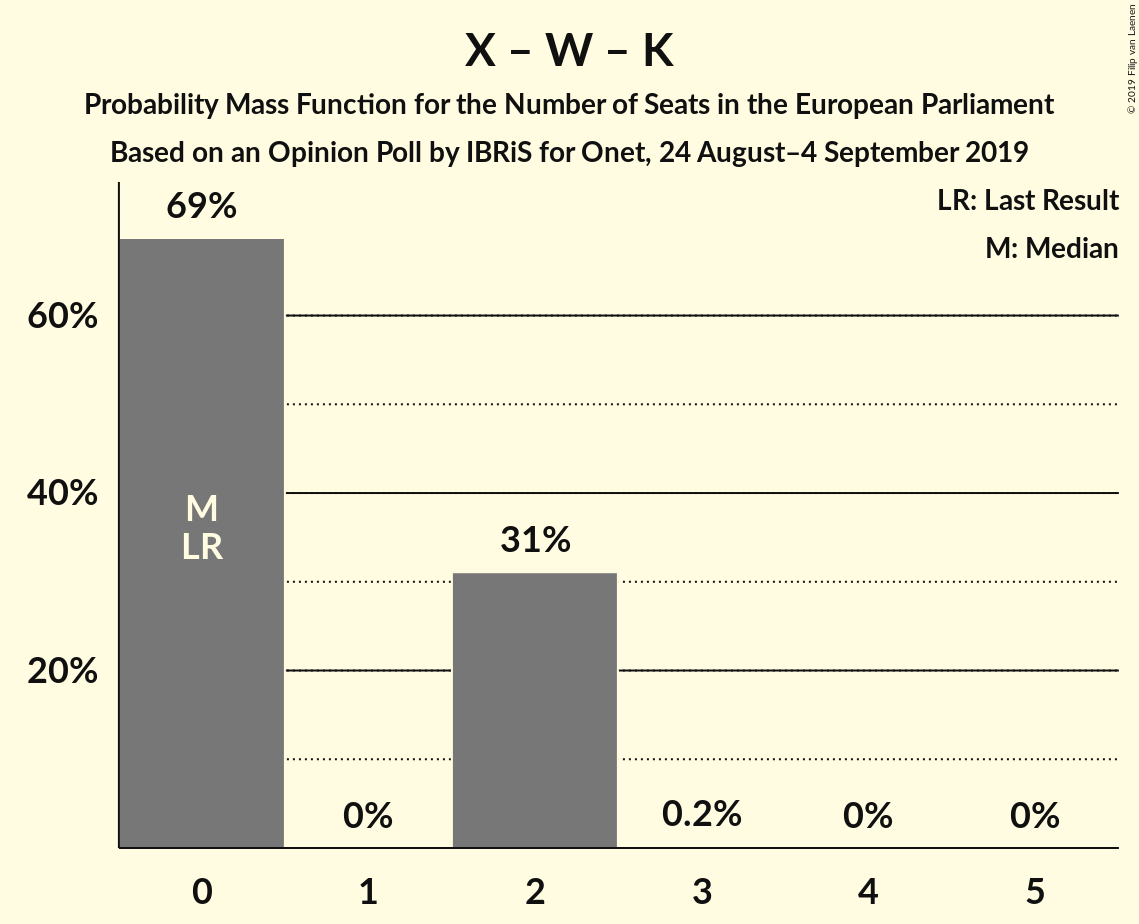 © 2019 Filip van Laenen
X – W – K
Probability Mass Function for the Number of Seats in the European Parliament
Based on an Opinion Poll by IBRiS for Onet, 24 August–4 September 2019
LR: Last Result
M: Median
69%
60%
40%
M
LR
31%
20%
0%
0.2%
0%
0%
0
1
2
3
4
5